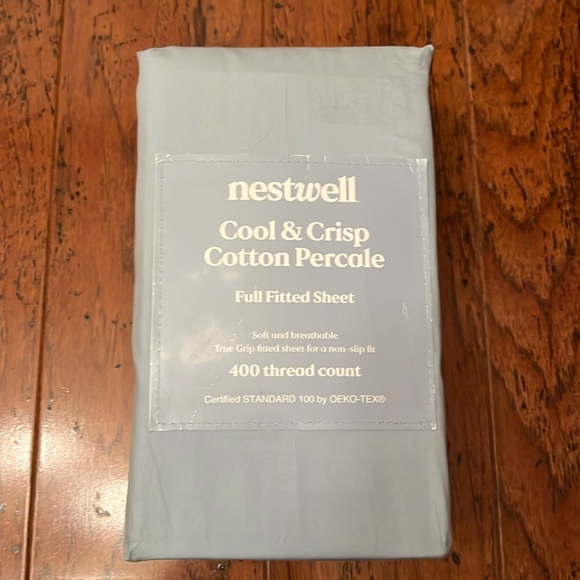 nestwell
Cool & Crisp
Cotton Percale
Full Fitted Sheet
Soft and breathable
True Grip fitted sheet for a non-slip fit
400 thread count
Certified STANDARD 100 by OEKO-TEX®